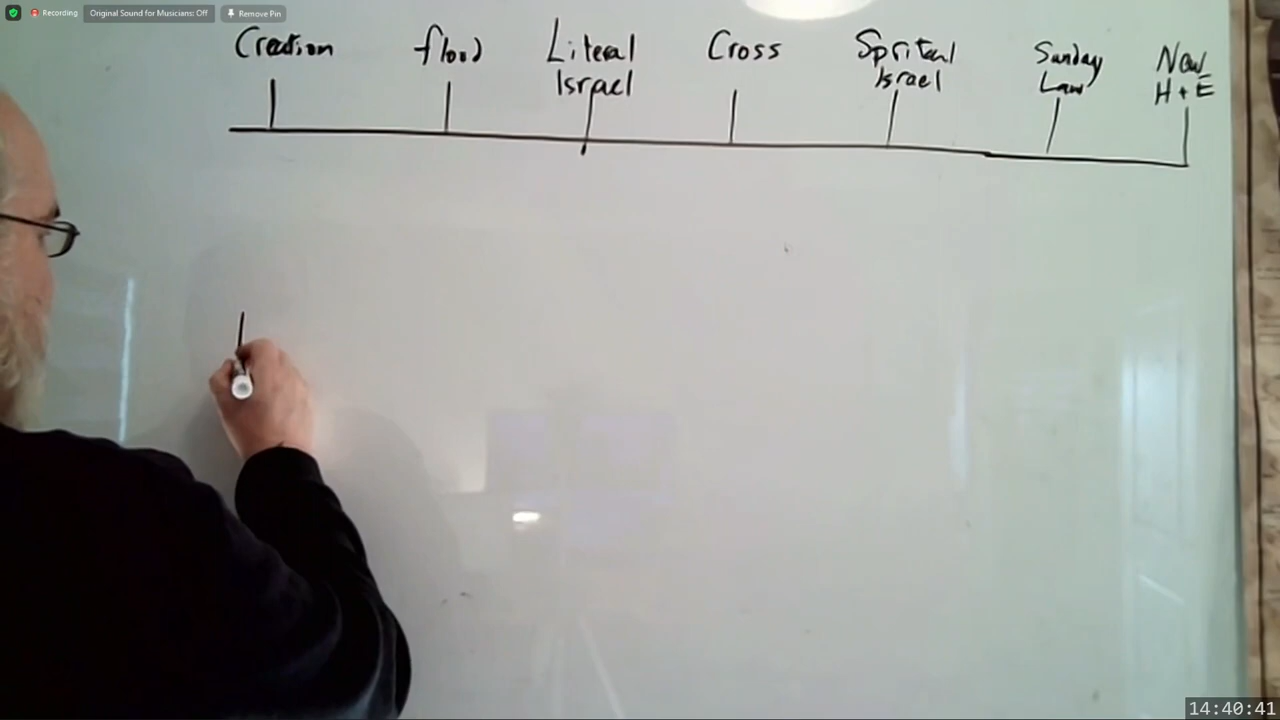 Recording
Original Sound for Musicians: Off
Remove Pin
Creation
flood
Literal
Israel
Cross
Spritual
Israel
Sunday
Law
New
H + E
14:40:41